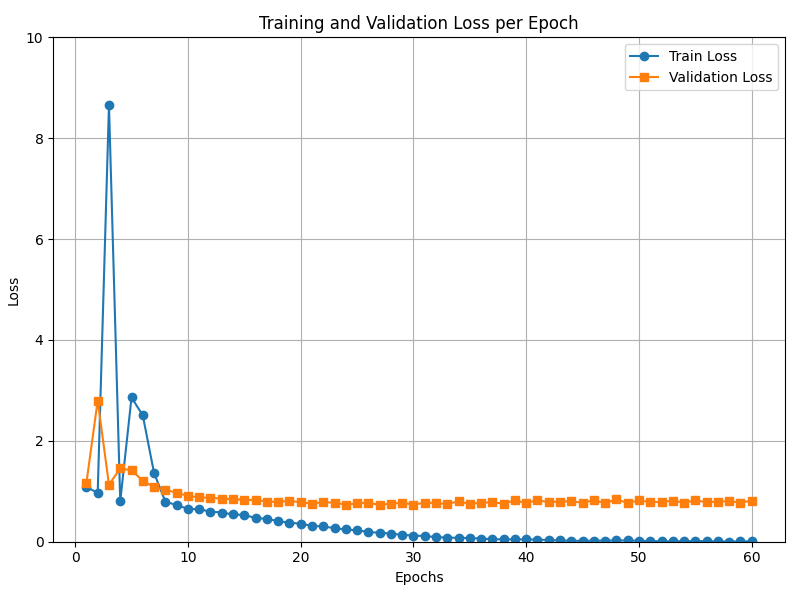 Training and Validation Loss per Epoch
Train Loss
Validation Loss
10
8
6
4
2
0
Loss
0 10 20 30 40 50 60
Epochs